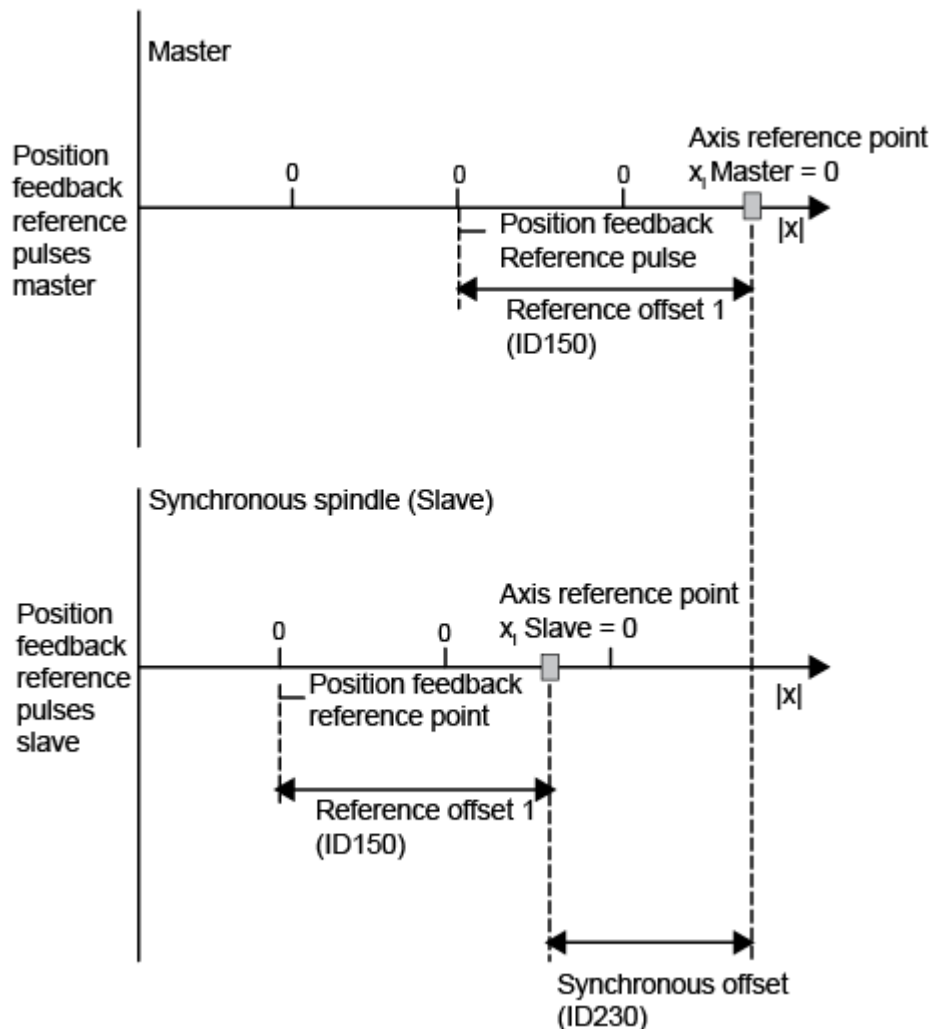 Master
Position
feedback
reference
pulses
master
0
0
0
Axis reference point
xI Master = 0
|x|
Position feedback
Reference pulse
Reference offset 1
(ID150)
Synchronous spindle (Slave)
Position
feedback
reference
pulses
slave
0
0
Axis reference point
xI Slave = 0
|x|
Position feedback
reference point
Reference offset 1
(ID150)
Synchronous offset
(ID230)